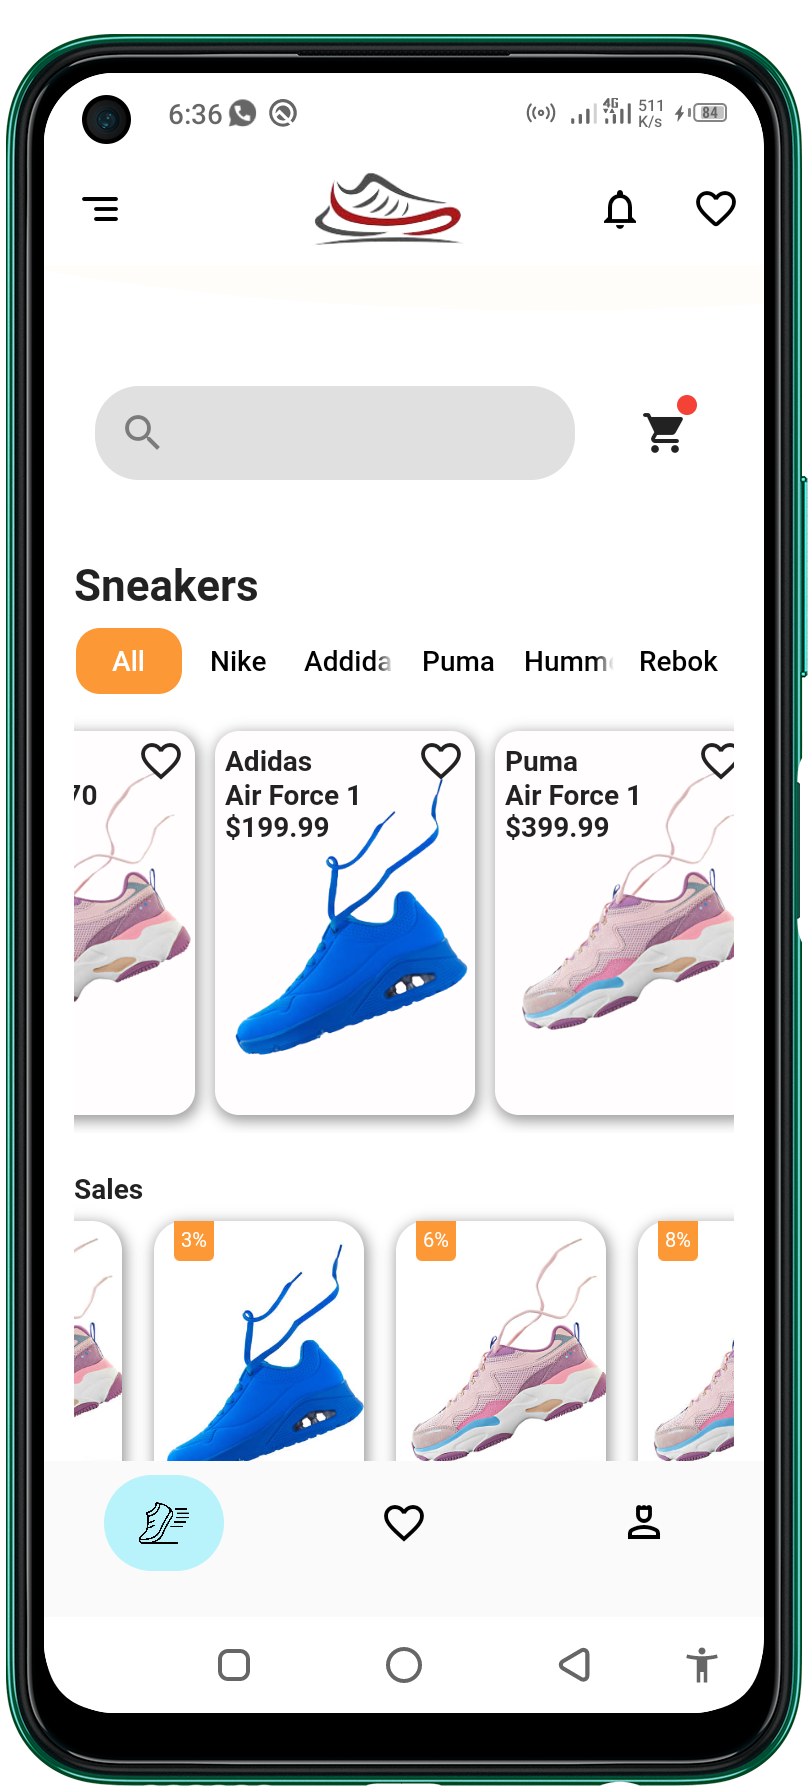 6:36
4G
511
K/s
84
Sneakers
All Nike Addida Puma Humme Rebok
70
Adidas
Air Force 1
$199.99
Puma
Air Force 1
$399.99
Sales
3% 6% 8%